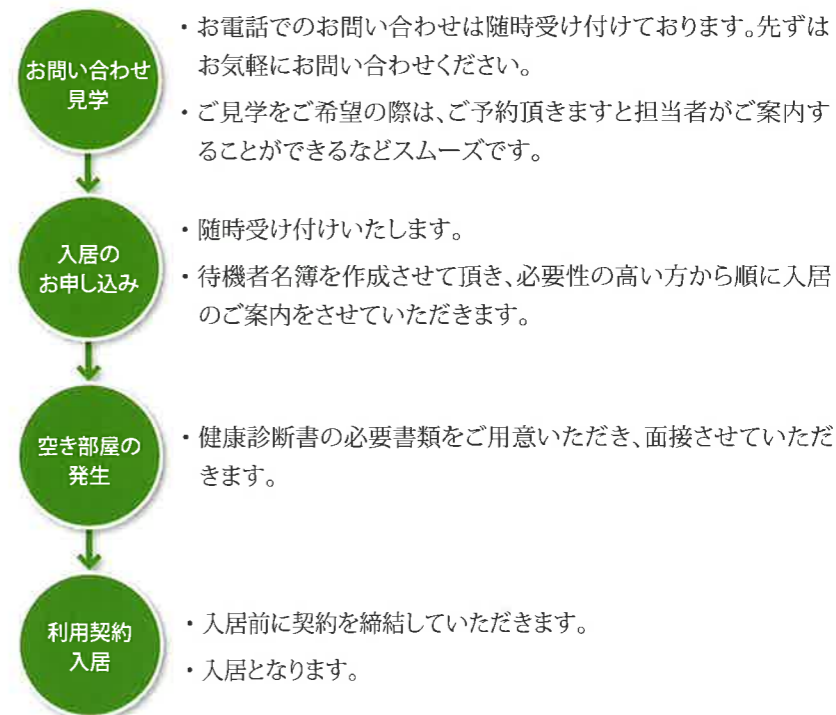 お問い合わせ
見学
・お電話でのお問い合わせは随時受け付けております。先ずは
お気軽にお問い合わせください。
・ご見学をご希望の際は、ご予約頂きますと担当者がご案内す
ることができるなどスムーズです。
入居の
お申し込み
・随時受け付けいたします。
・待機者名簿を作成させて頂き、必要性の高い方から順に入居
のご案内をさせていただきます。
空き部屋の
発生
・健康診断書の必要書類をご用意いただき、面接させていただ
きます。
利用契約
入居
・入居前に契約を締結していただきます。
・入居となります。